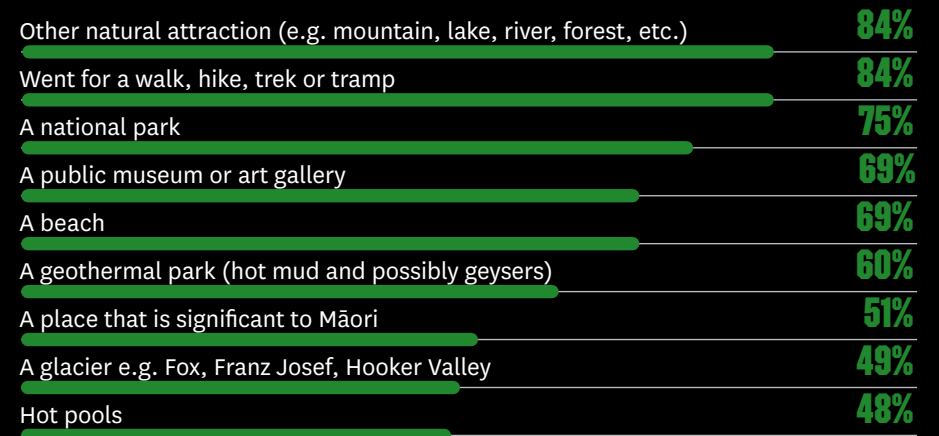 Other natural attraction (e.g. mountain, lake, river, forest, etc.) 84%
Went for a walk, hike, trek or tramp 84%
A national park 75%
A public museum or art gallery 69%
A beach 69%
A geothermal park (hot mud and possibly geysers) 60%
A place that is significant to Māori 51%
A glacier e.g. Fox, Franz Josef, Hooker Valley 49%
Hot pools 48%